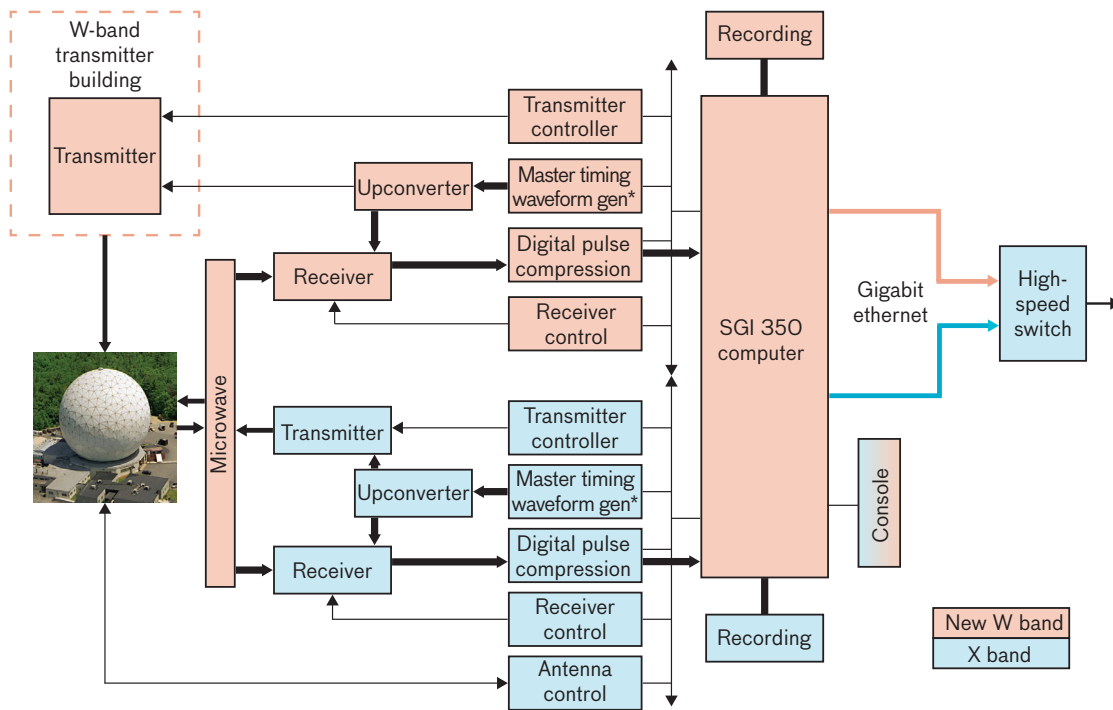 W-band
transmitter
building
Transmitter
Recording
Transmitter
controller
Upconverter
Master timing
waveform gen*
Receiver
Digital pulse
compression
Receiver
control
Microwave
SGI 350
computer
Gigabit
ethernet
High-
speed
switch
Transmitter
Transmitter
controller
Upconverter
Master timing
waveform gen*
Receiver
Digital pulse
compression
Receiver
control
Antenna
control
Console
Recording
New W band
X band